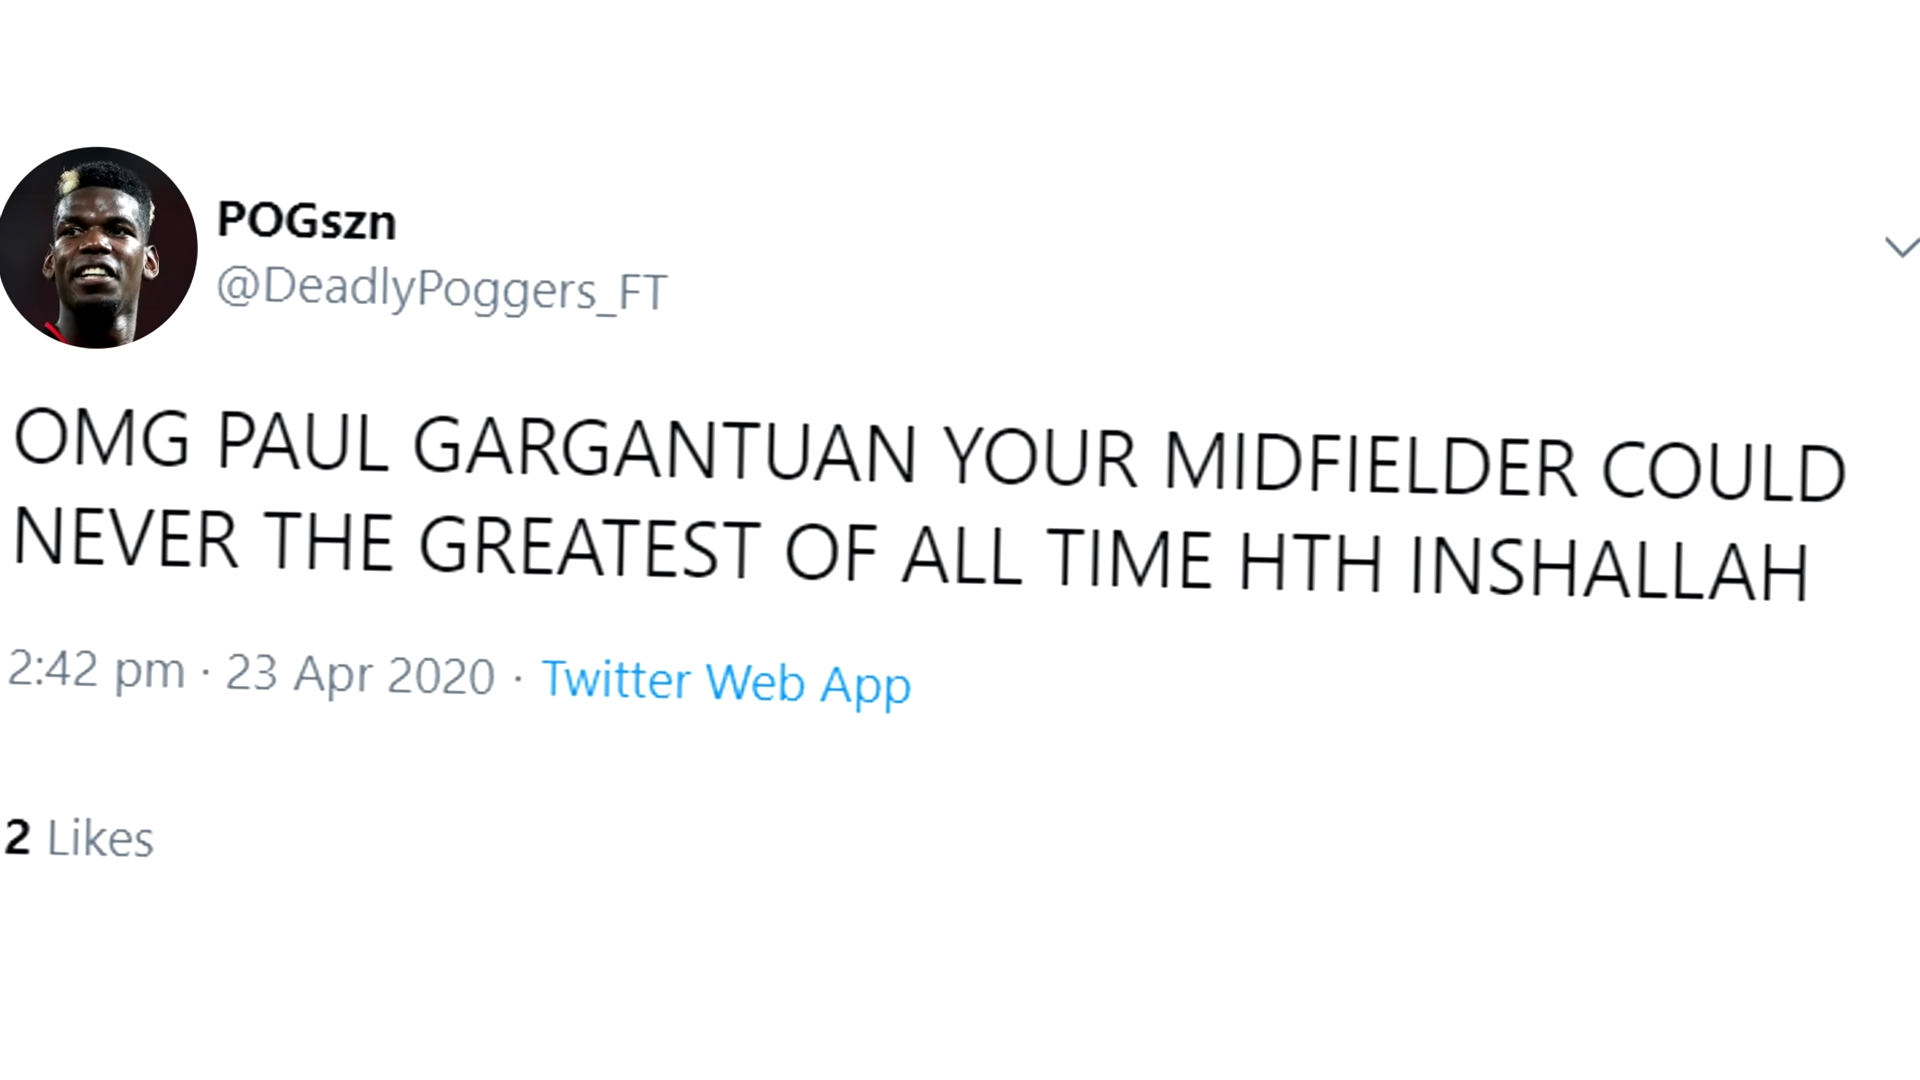 POGszn
@DeadlyPoggers_FT
OMG PAUL GARGANTUAN YOUR MIDFIELDER COULD
NEVER THE GREATEST OF ALL TIME HTH INSHALLAH
2:42 pm · 23 Apr 2020 · Twitter Web App
2 Likes